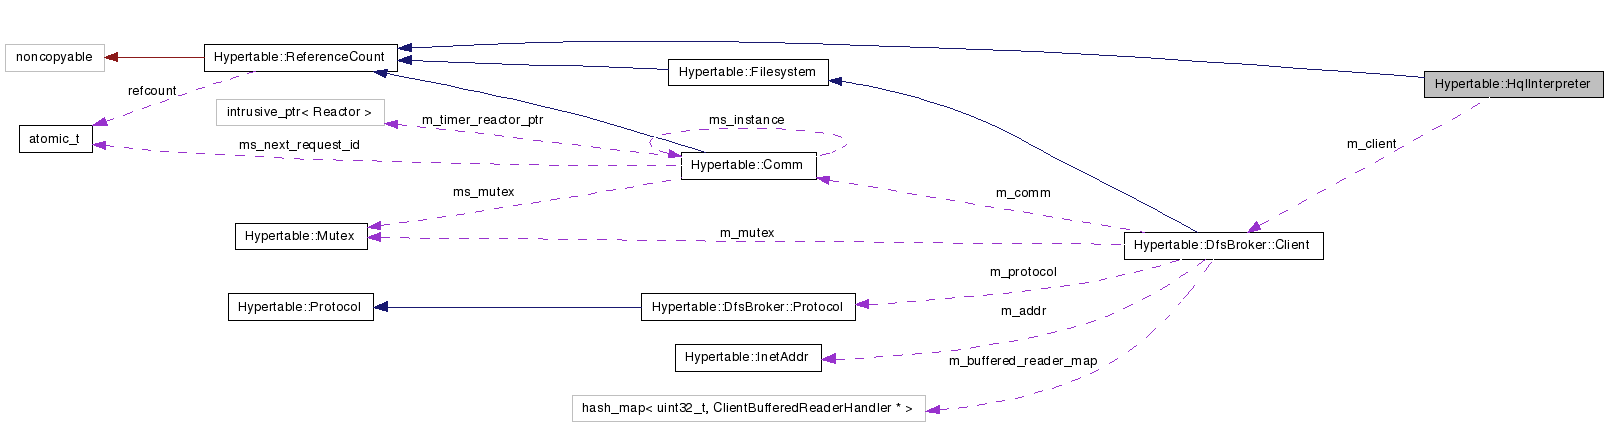 noncopyable
Hypertable::ReferenceCount
Hypertable::Filesystem
Hypertable::HqlInterpreter
refcount
intrusive_ptr< Reactor >
m_timer_reactor_ptr
ms_instance
atomic_t
ms_next_request_id
Hypertable::Comm
m_client
ms_mutex
m_comm
Hypertable::Mutex
m_mutex
Hypertable::DfsBroker::Client
m_protocol
Hypertable::Protocol
Hypertable::DfsBroker::Protocol
m_addr
Hypertable::InetAddr
m_buffered_reader_map
hash_map< uint32_t, ClientBufferedReaderHandler * >